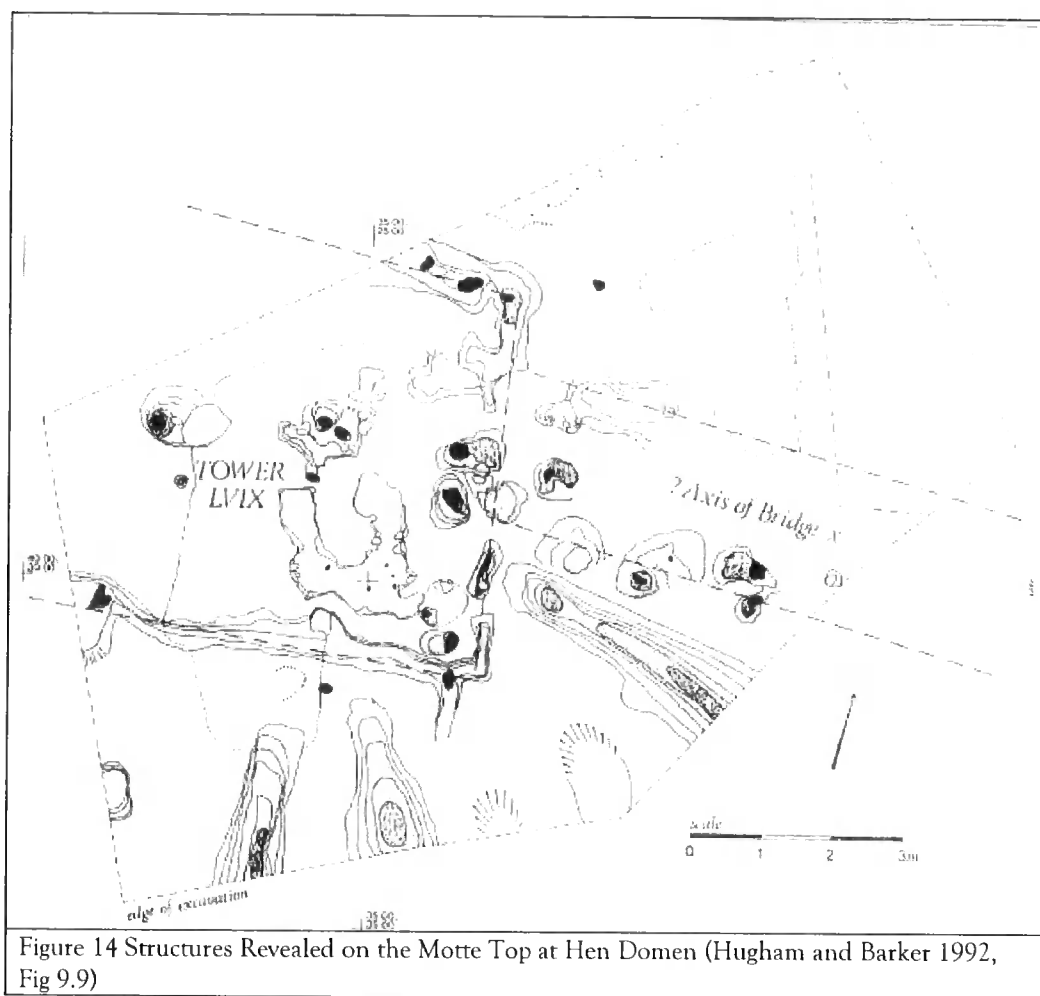 TOWER
LVIX
?Axis of Bridge
scale
0 1 2 3m
edge of excavation
Figure 14 Structures Revealed on the Motte Top at Hen Domen (Hugham and Barker 1992,
Fig 9.9)